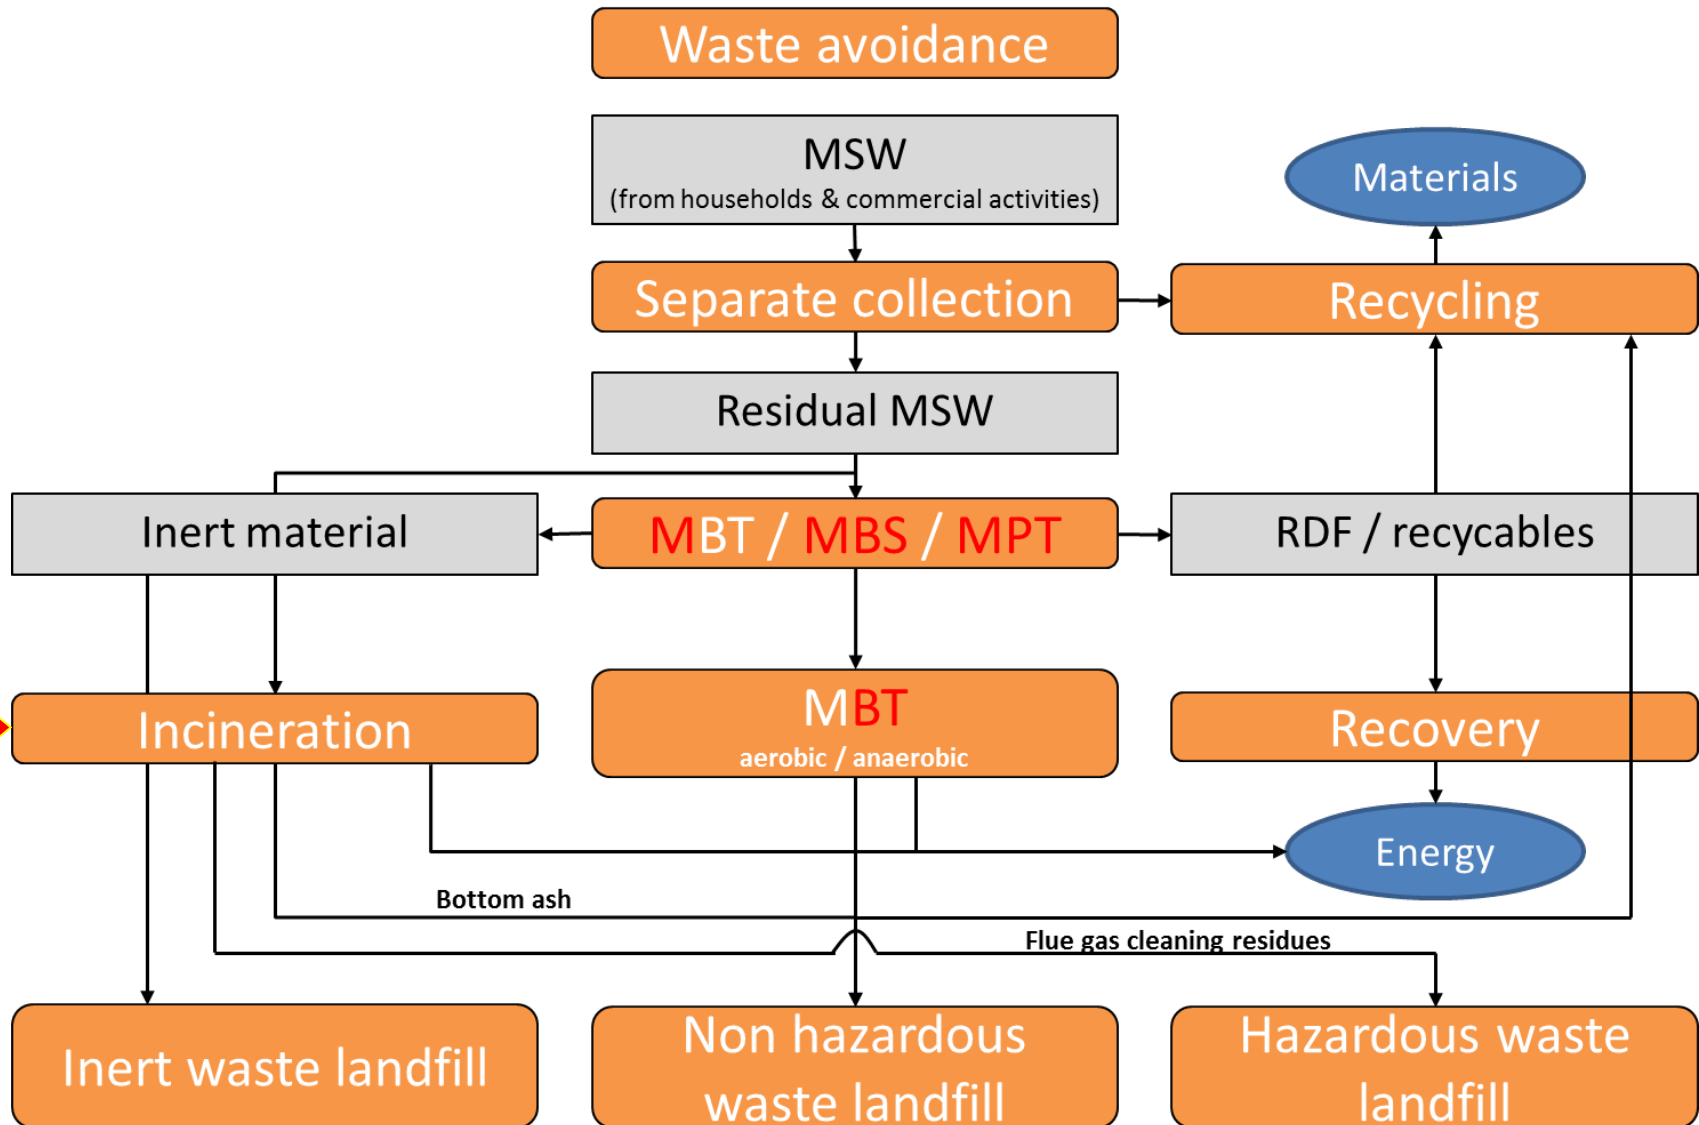 Waste avoidance
MSW
(from households & commercial activities)
Materials
Separate collection
Recycling
Residual MSW
Inert material
MBT / MBS / MPT
RDF / recycables
Incineration
MBT
aerobic / anaerobic
Recovery
Energy
Bottom ash
Flue gas cleaning residues
Inert waste landfill
Non hazardous
waste landfill
Hazardous waste
landfill